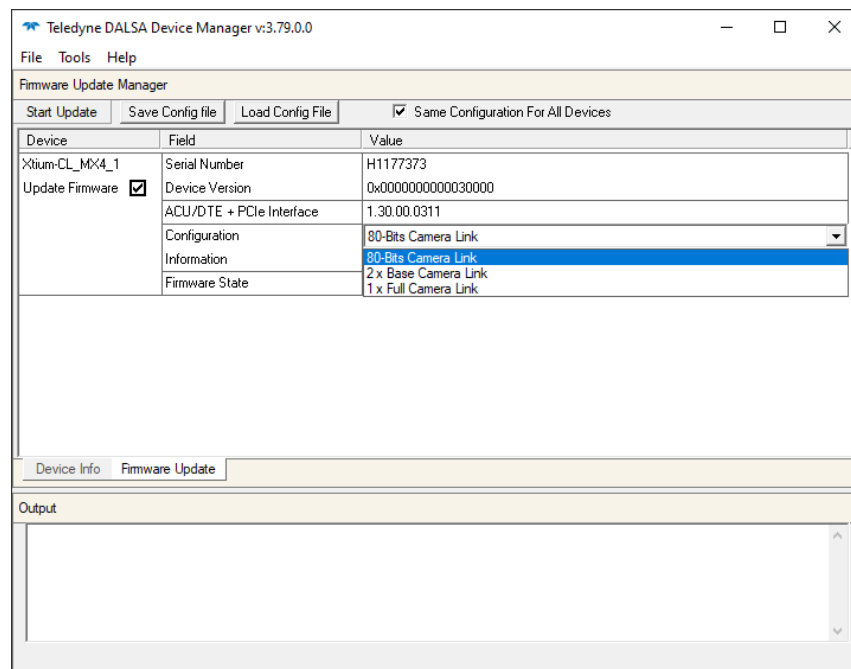 Teledyne DALSA Device Manager v:3.79.0.0
File Tools Help
Firmware Update Manager
Start Update Save Config file Load Config File Same Configuration For All Devices
Device Field Value
Xtium-CL_MX4_1 Serial Number H1177373
Update Firmware Device Version 0x0000000000030000
ACU/DTE + PCIe Interface 1.30.00.0311
Configuration 80-Bits Camera Link
Information 80-Bits Camera Link
2 x Base Camera Link
Firmware State 1 x Full Camera Link
Device Info Firmware Update
Output